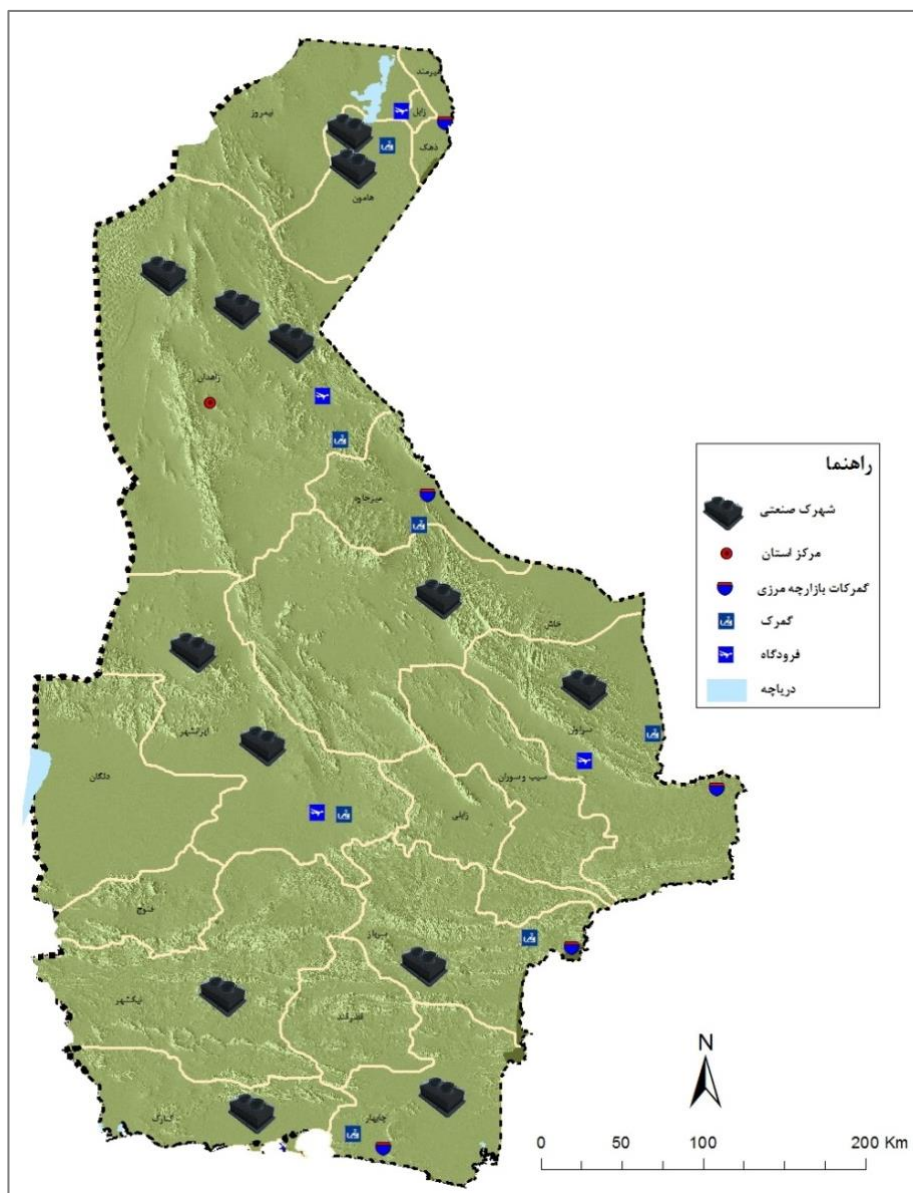 هیرمند
نیمروز
زابل
زهک
هامون
زاهدان
میرجاوه
خاش
سراوان
ایرانشهر
دلگان
سیب و سوران
زابلی
فنوج
سرباز
نیکشهر
قصرقند
کنارک
چابهار
راهنما
شهرک صنعتی
مرکز استان
گمرکات بازارچه مرزی
گمرک
فرودگاه
دریاچه
N
0 50 100 200 Km